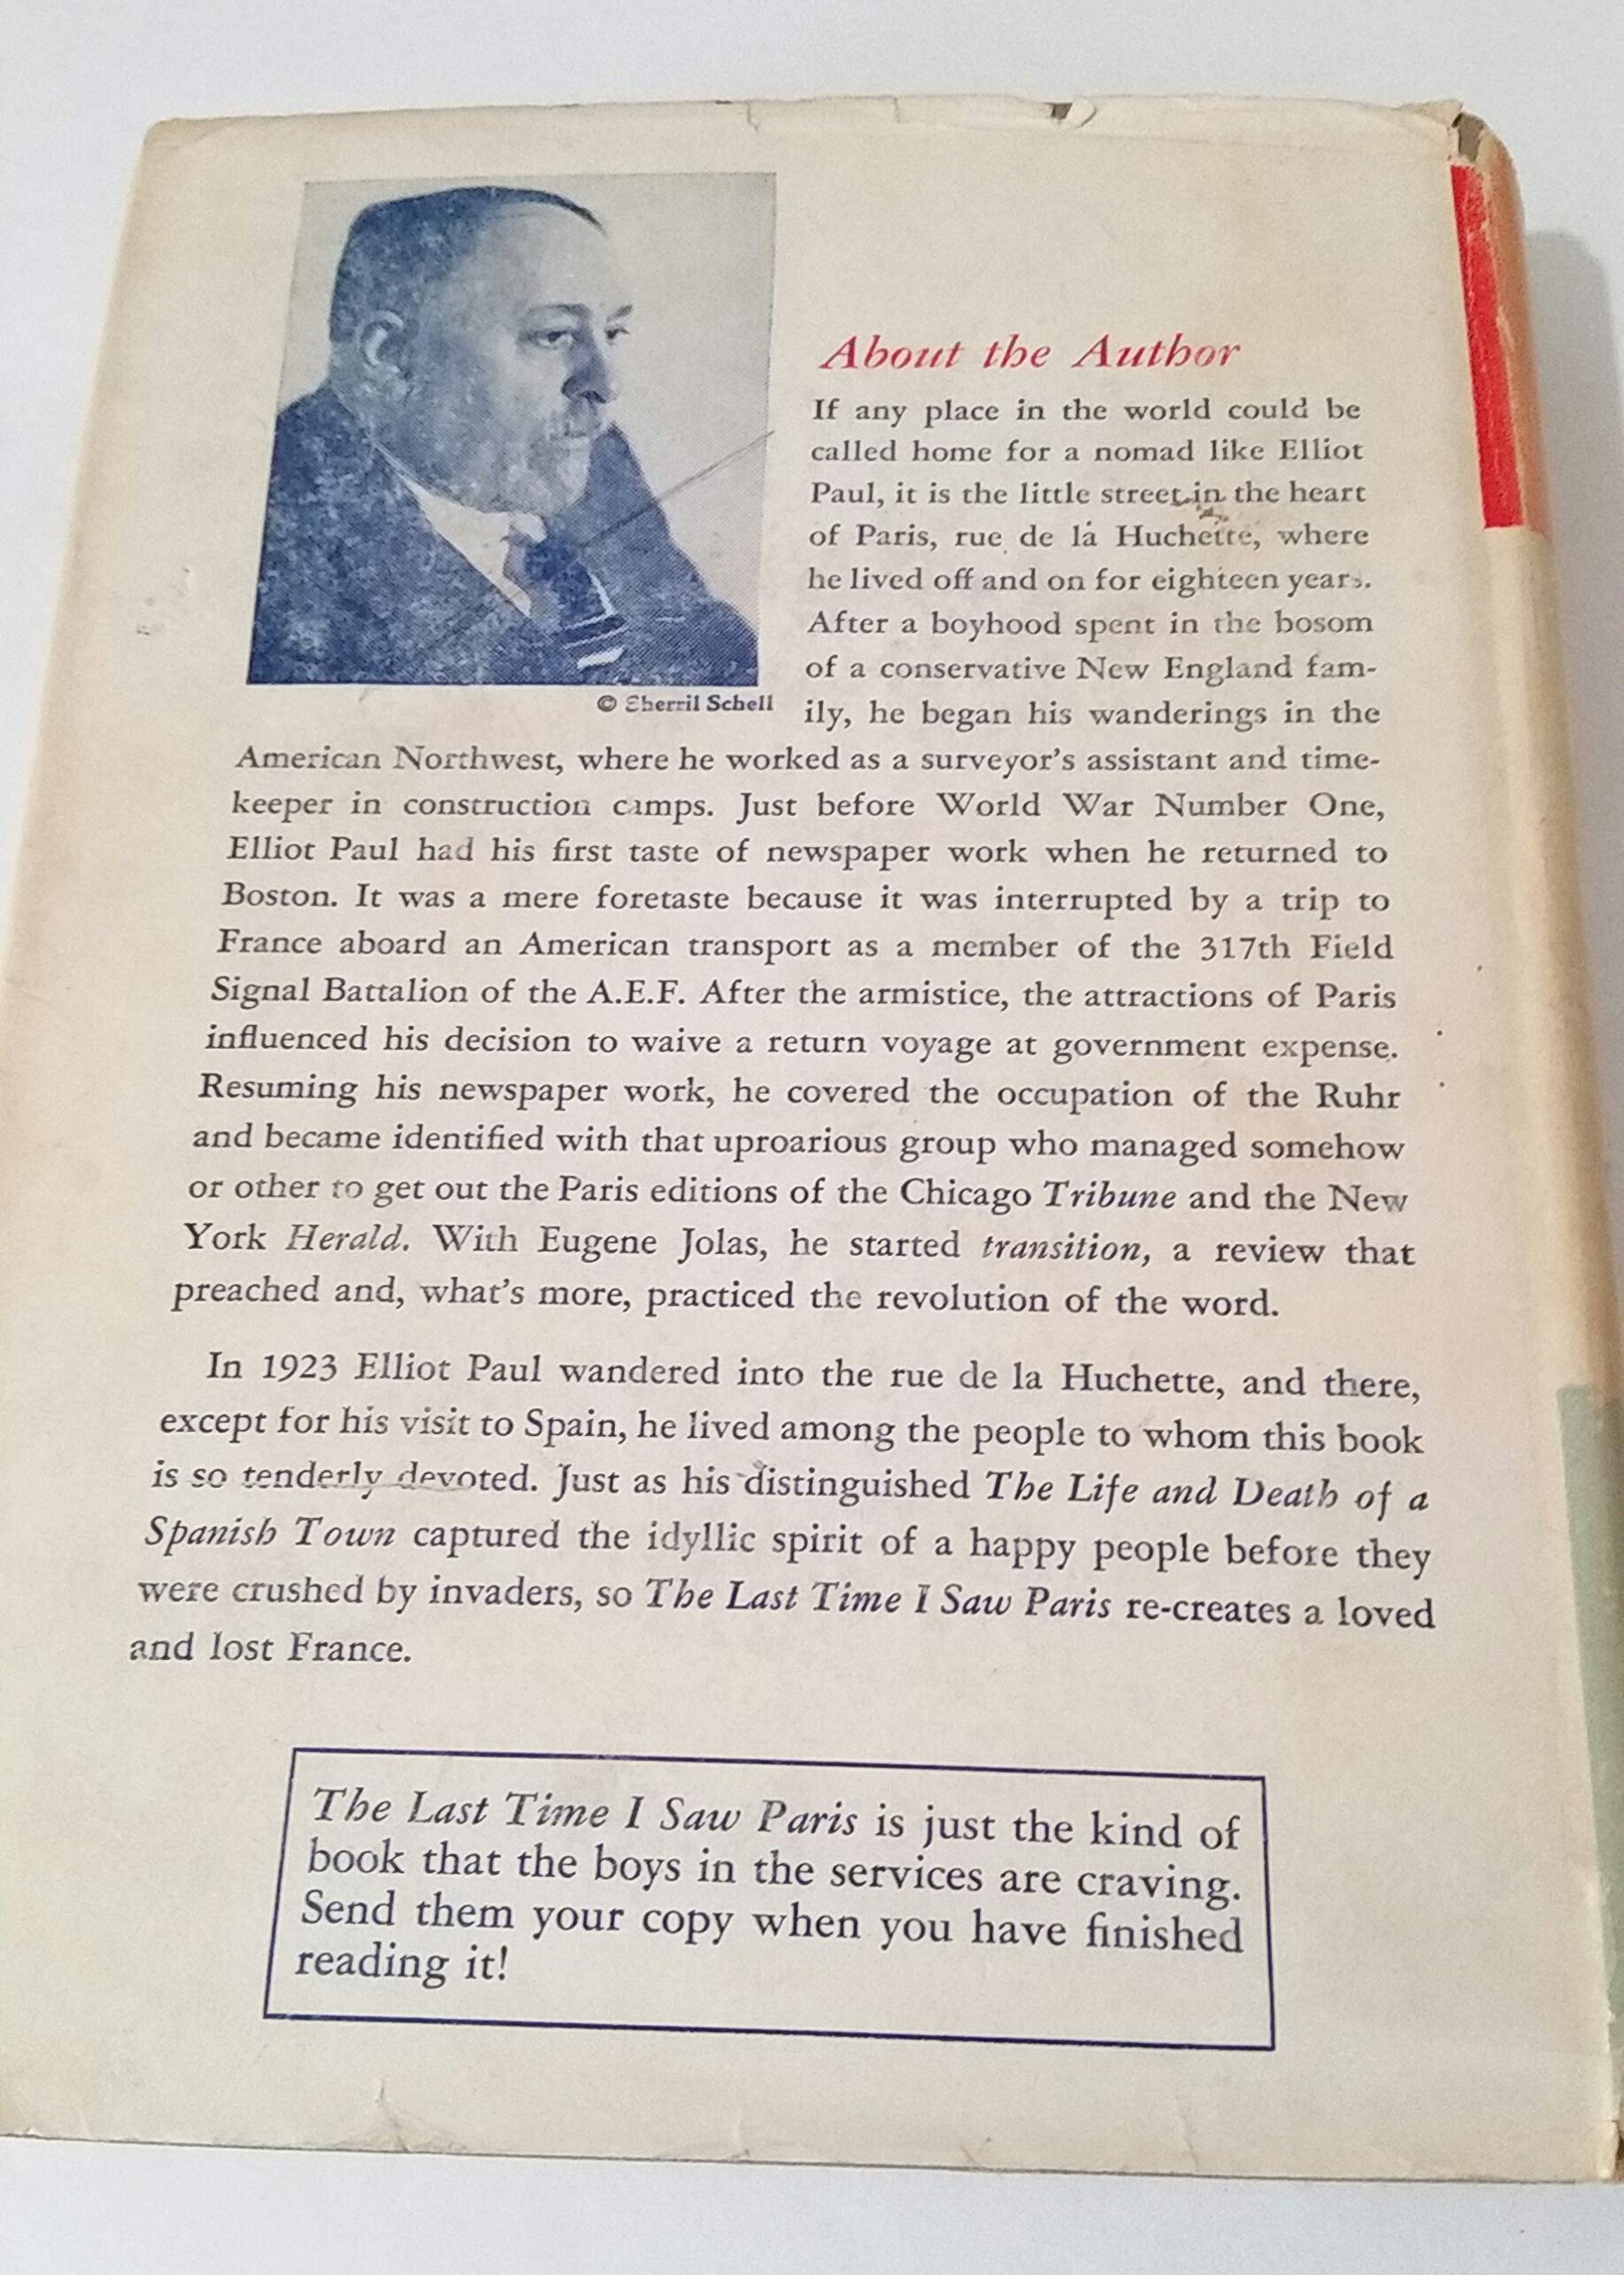 About the Author
If any place in the world could be
called home for a nomad like Elliot
Paul, it is the little street in the heart
of Paris, rue de la Huchette, where
he lived off and on for eighteen years.
After a boyhood spent in the bosom
of a conservative New England fam-
© Sherril Schell
ily, he began his wanderings in the
American Northwest, where he worked as a surveyor's assistant and time-
keeper in construction camps. Just before World War Number One,
Elliot Paul had his first taste of newspaper work when he returned to
Boston. It was a mere foretaste because it was interrupted by a trip to
France aboard an American transport as a member of the 317th Field
Signal Battalion of the A.E.F. After the armistice, the attractions of Paris
influenced his decision to waive a return voyage at government expense.
Resuming his newspaper work, he covered the occupation of the Ruhr
and became identified with that uproarious group who managed somehow
or other to get out the Paris editions of the Chicago Tribune and the New
York Herald. With Eugene Jolas, he started transition, a review that
preached and, what's more, practiced the revolution of the word.
In 1923 Elliot Paul wandered into the rue de la Huchette, and there,
except for his visit to Spain, he lived among the people to whom this book
is so tenderly devoted. Just as his distinguished The Life and Death of a
Spanish Town captured the idyllic spirit of a happy people before they
were crushed by invaders, so The Last Time I Saw Paris re-creates a loved
and lost France.
The Last Time I Saw Paris is just the kind of
book that the boys in the services are craving.
Send them your copy when you have finished
reading it!